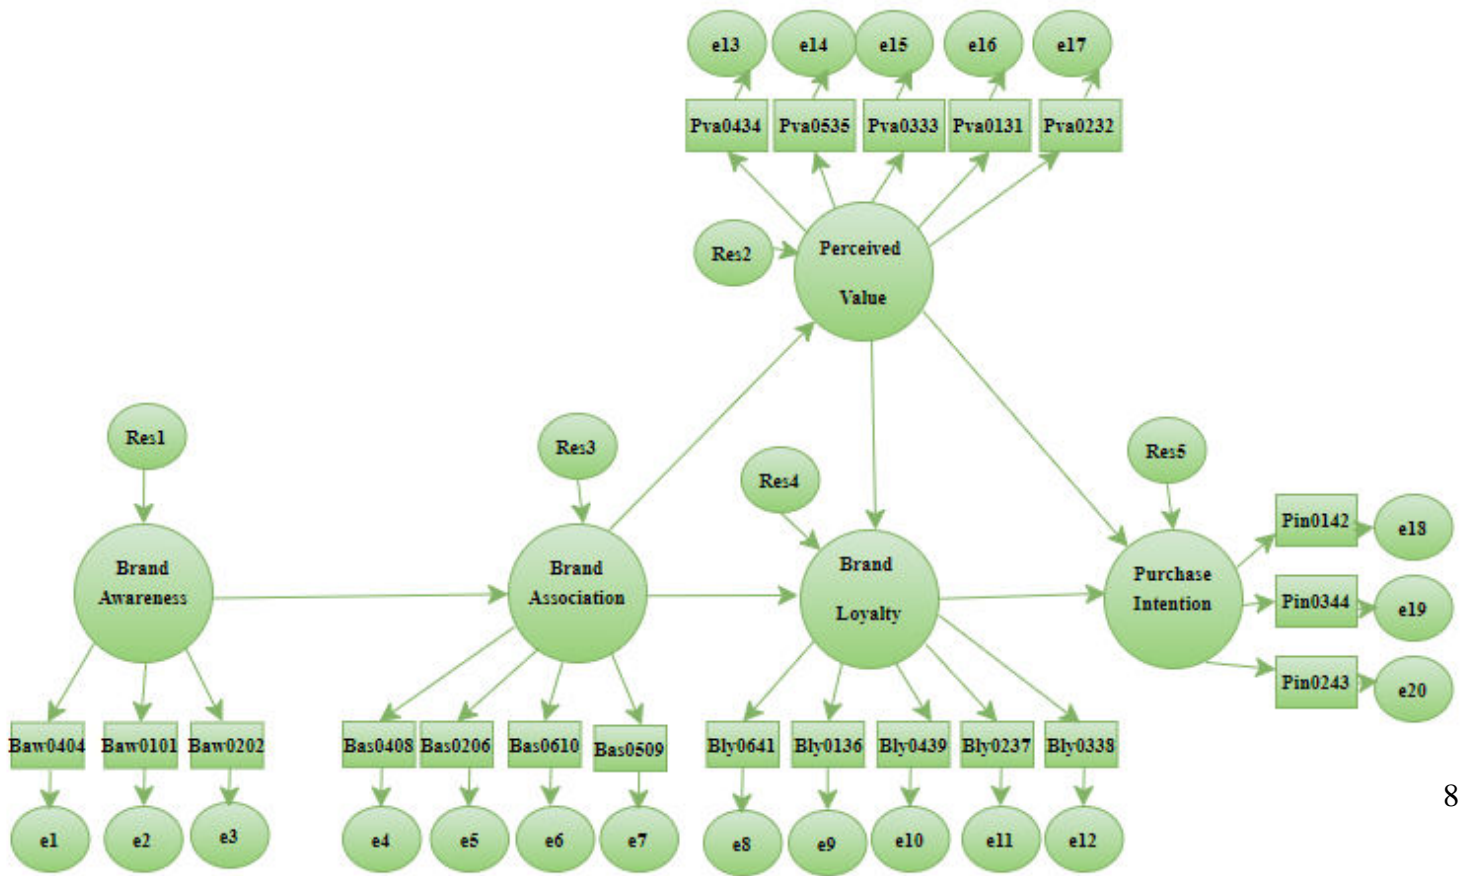 e13 e14 e15 e16 e17
Pva0434 Pva0535 Pva0333 Pva0131 Pva0232
Res2
Perceived
Value
Res1
Res3
Res4
Res5
Brand
Awareness
Brand
Association
Brand
Loyalty
Purchase
Intention
Pin0142 e18
Pin0344 e19
Pin0243 e20
Baw0404 Baw0101 Baw0202
Bas0408 Bas0206 Bas0610 Bas0509
Bly0641 Bly0136 Bly0439 Bly0237 Bly0338
e1 e2 e3 e4 e5 e6 e7 e8 e9 e10 e11 e12
8